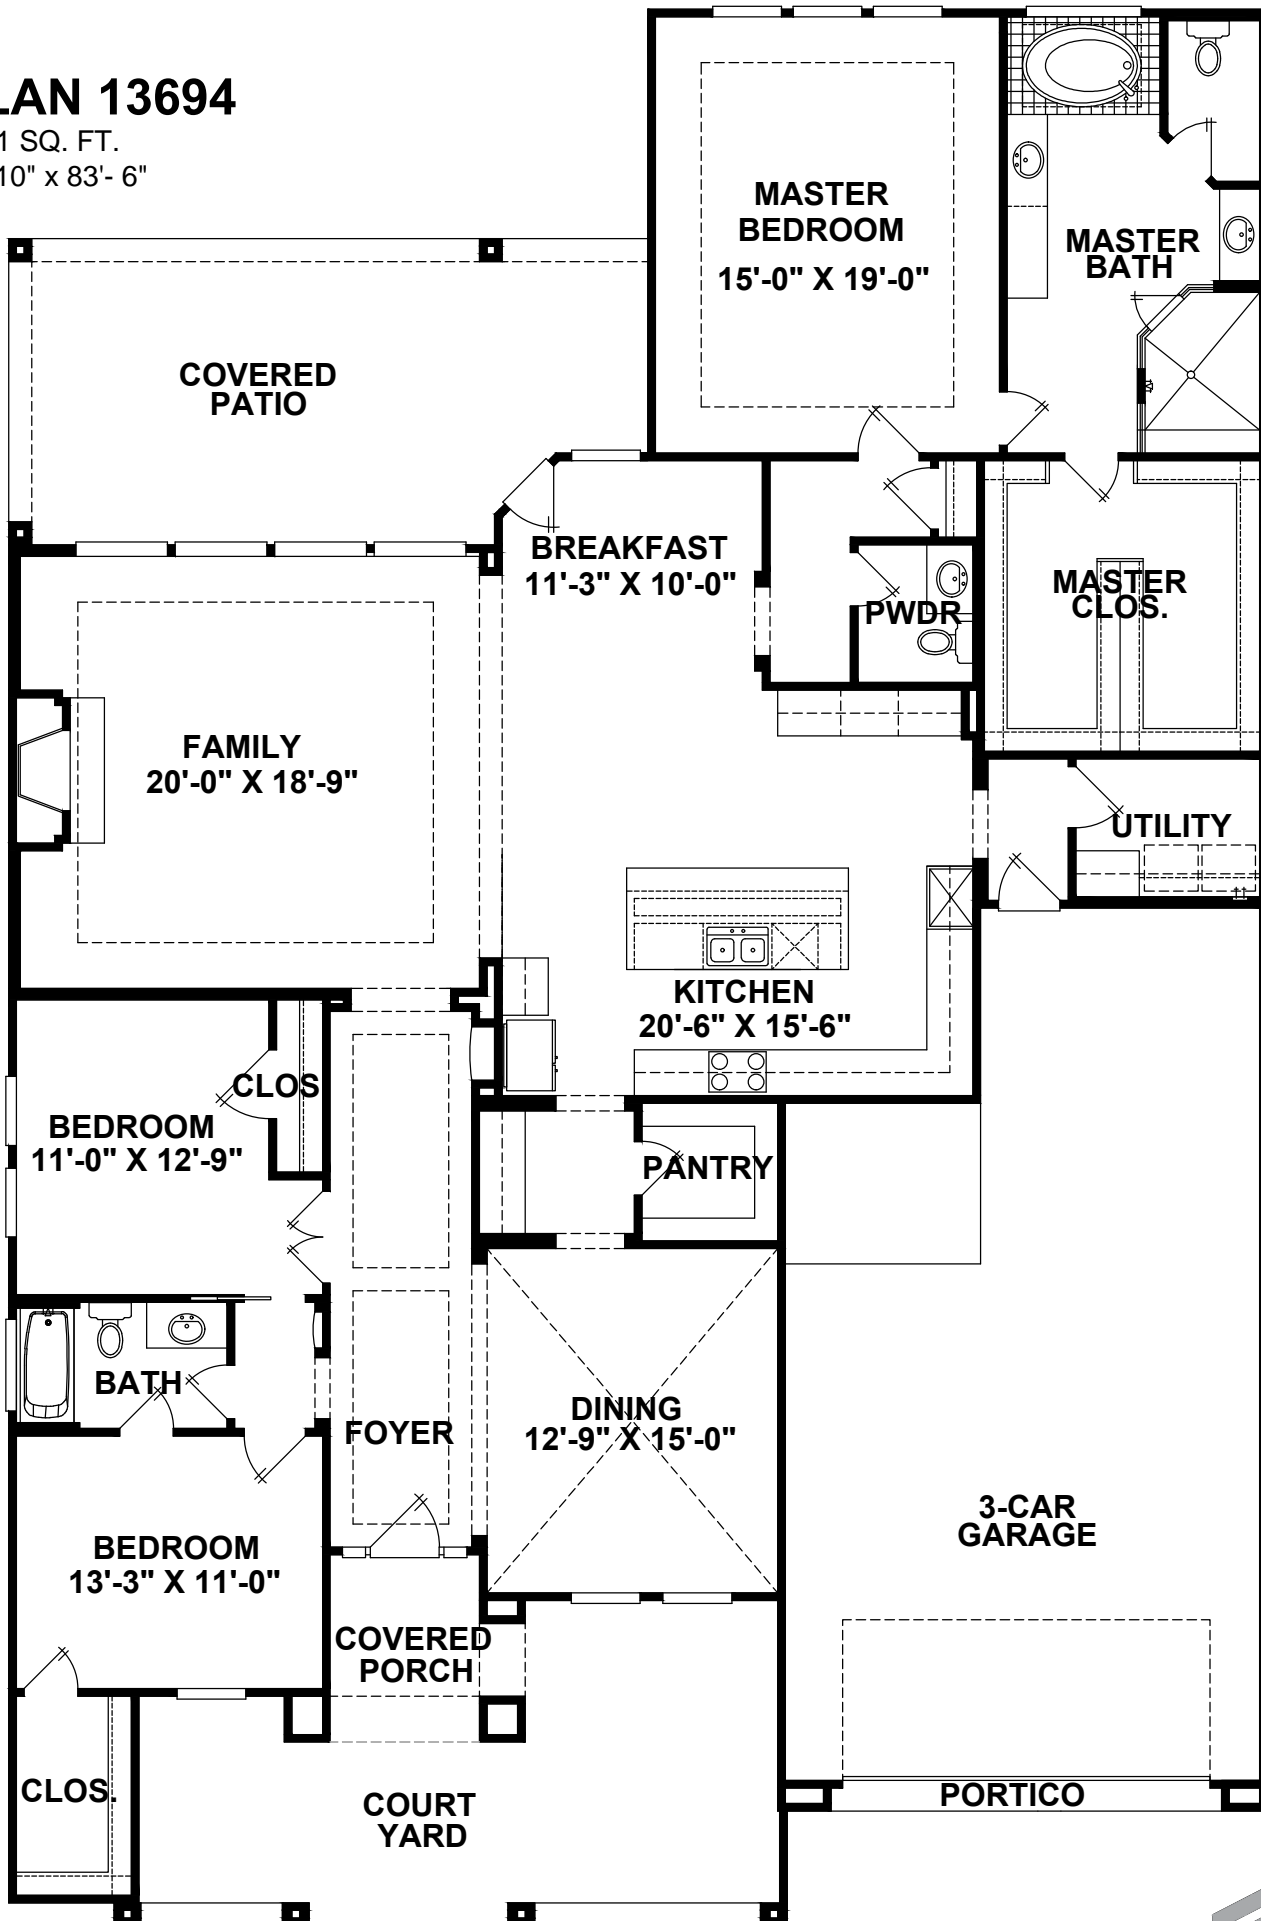 LAN 13694
1 SQ. FT.
10" x 83'- 6"
MASTER
BEDROOM
15'-0" X 19'-0"
MASTER
BATH
COVERED
PATIO
BREAKFAST
11'-3" X 10'-0"
PWDR
MASTER
CLOS.
FAMILY
20'-0" X 18'-9"
UTILITY
KITCHEN
20'-6" X 15'-6"
CLOS
BEDROOM
11'-0" X 12'-9"
PANTRY
BATH
FOYER
DINING
12'-9" X 15'-0"
3-CAR
GARAGE
BEDROOM
13'-3" X 11'-0"
COVERED
PORCH
CLOS.
COURT
YARD
PORTICO